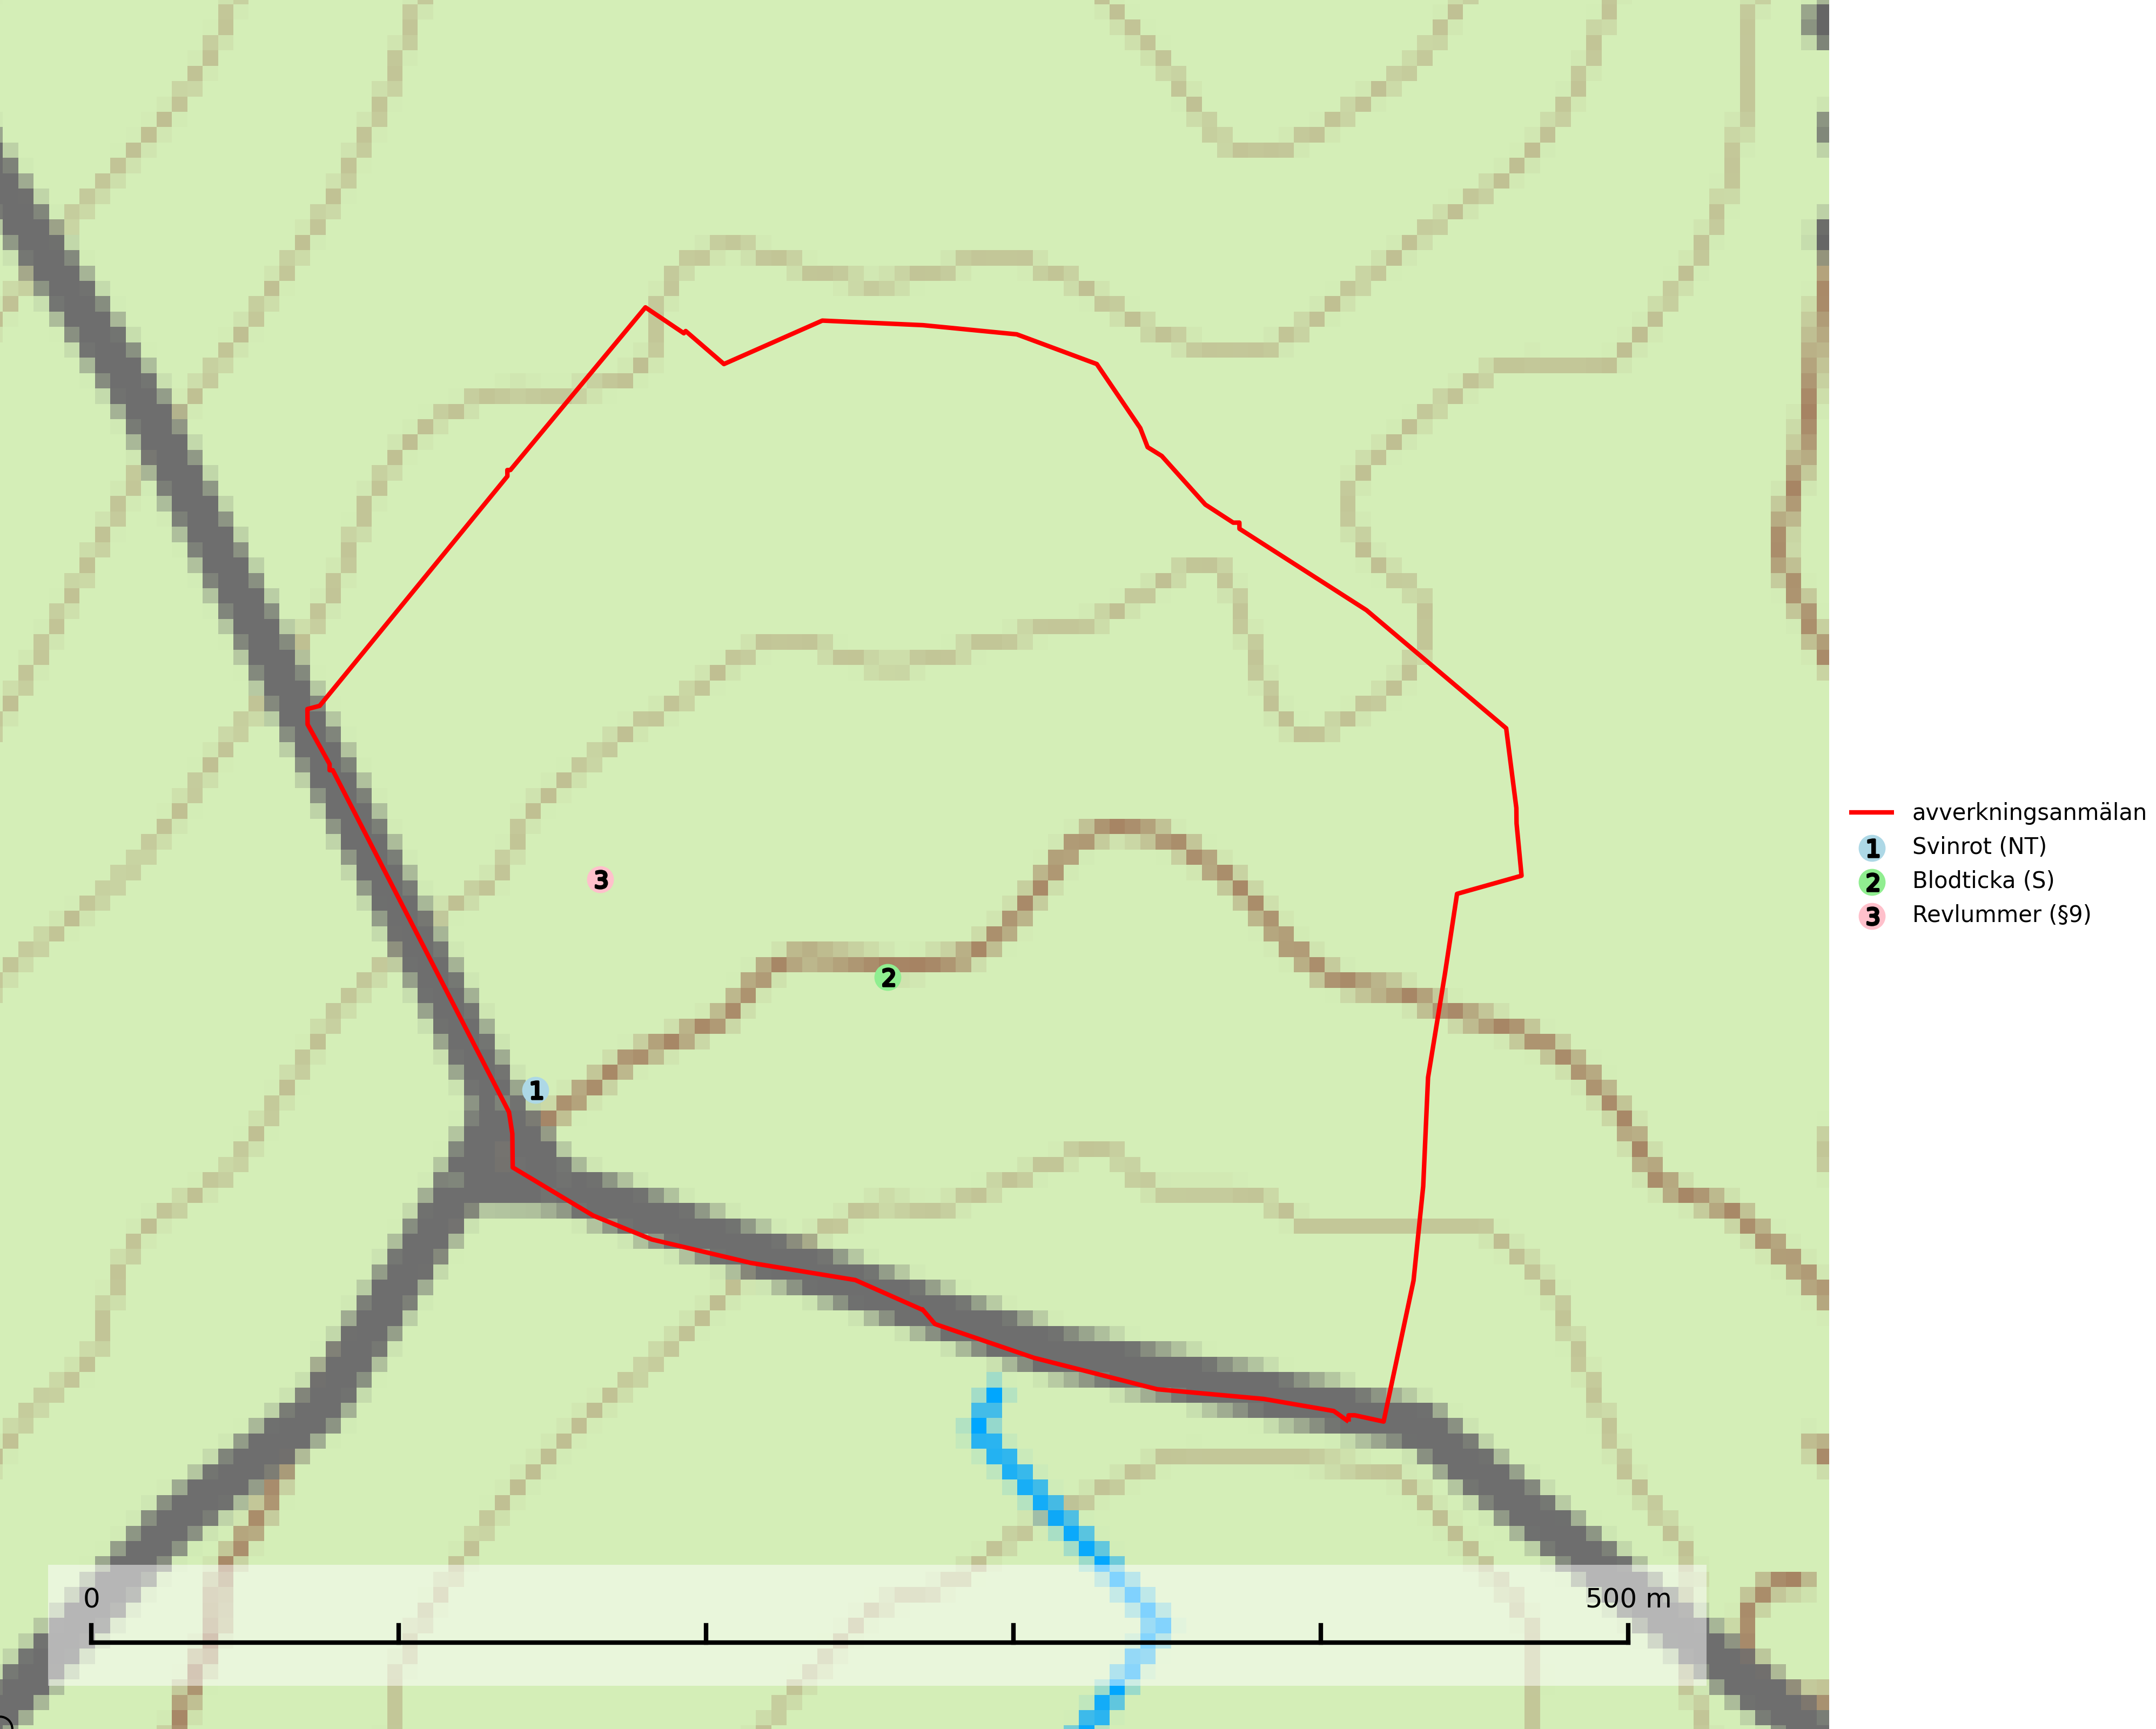 3
2
1
avverkningsanmälan
1 Svinrot (NT)
2 Blodticka (S)
3 Revlummer (§9)
0 500 m